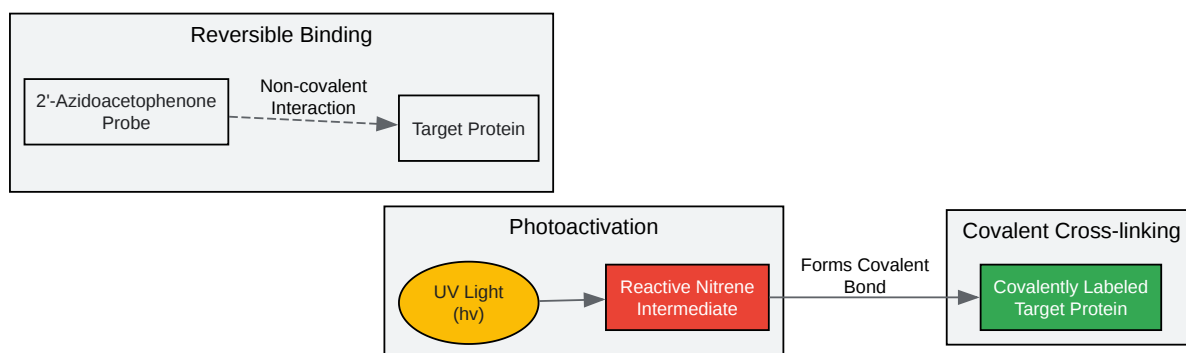 Reversible Binding
2'-Azidoacetophenone
Probe
Non-covalent
Interaction
Target Protein
Photoactivation
UV Light
(hv)
Reactive Nitrene
Intermediate
Forms Covalent
Bond
Covalent Cross-linking
Covalently Labeled
Target Protein